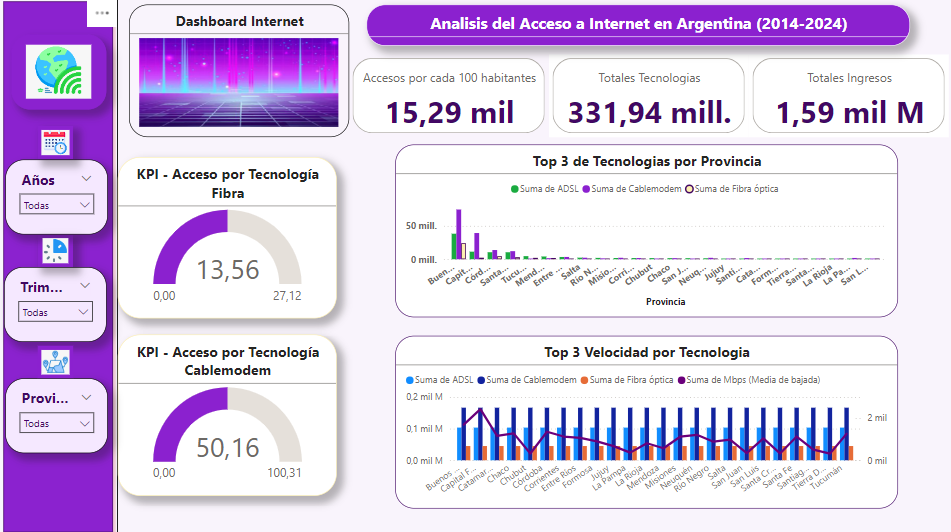 Dashboard Internet
Analisis del Acceso a Internet en Argentina (2014-2024)
Accesos por cada 100 habitantes
15,29 mil
Totales Tecnologias
331,94 mill.
Totales Ingresos
1,59 mil M
Años
Todas
Trim...
Todas
Provi...
Todas
KPI - Acceso por Tecnología
Fibra
13,56
0,00
27,12
KPI - Acceso por Tecnología
Cablemodem
50,16
0,00
100,31
Top 3 de Tecnologias por Provincia
Suma de ADSL
Suma de Cablemodem
Suma de Fibra óptica
50 mill.
0 mill.
Buen...
Capit...
Córd...
Santa...
Tucu...
Mend...
Entre ...
Salta
Río N...
Misio...
Corri...
Chubut
Chaco
San J...
Neuq...
Jujuy
Santi...
Cata...
Form...
Tierra...
Santa...
La Rioja
La Pa...
San L...
Provincia
Top 3 Velocidad por Tecnologia
Suma de ADSL
Suma de Cablemodem
Suma de Fibra óptica
Suma de Mbps (Media de bajada)
0,2 mil M
0,1 mil M
0,0 mil M
2 mil
0 mil
Buenos ...
Capital F...
Catamar...
Chaco
Chubut
Córdoba
Corrientes
Entre Ríos
Formosa
Jujuy
La Pampa
La Rioja
Mendoza
Misiones
Neuquén
Río Negro
Salta
San Juan
San Luis
Santa Cr...
Santa Fe
Santiag...
Tierra D...
Tucumán